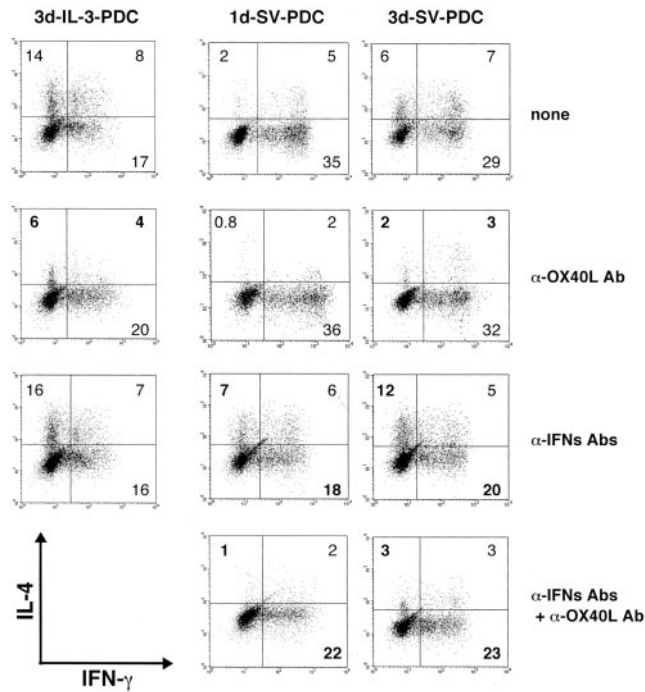 3d-IL-3-PDC 1d-SV-PDC 3d-SV-PDC
14 8 2 5 6 7
none
17 35 29
6 4 0.8 2 2 3
α-OX40L Ab
20 36 32
16 7 7 6 12 5
α-IFNs Abs
16 18 20
1 2 3 3
α-IFNs Abs
+ α-OX40L Ab
22 23
IL-4
IFN-γ